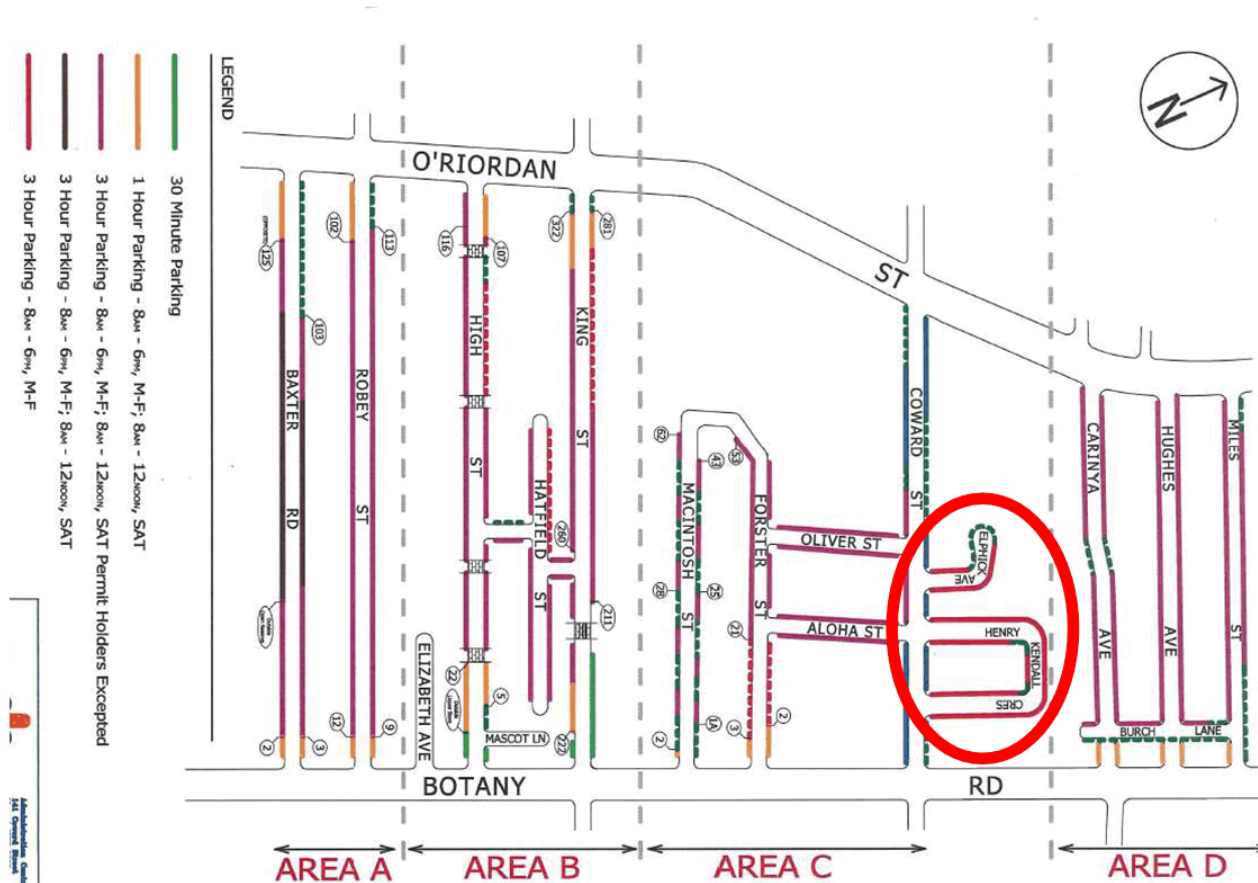 LEGEND
30 Minute Parking
1 Hour Parking - 8AM - 6PM, M-F; 8AM - 12NOON, SAT
3 Hour Parking - 8AM - 6PM, M-F; 8AM - 12NOON, SAT Permit Holders Excepted
3 Hour Parking - 8AM - 6PM, M-F; 8AM - 12NOON, SAT
3 Hour Parking - 8AM - 6PM, M-F
N
O'RIORDAN
ST
102
113
125
103
116
107
322
281
BAXTER
RD
ROBEY
ST
HIGH
ST
KING
ST
HATFIELD
ST
260
211
62
43
53
MACINTOSH
ST
28
25
FORSTER
ST
21
OLIVER ST
ALOHA ST
COWARD
ST
ELPHICK
AVE
HENRY
KENDALL
CRES
CARINYA
AVE
HUGHES
AVE
MILES
ST
BURCH LANE
ELIZABETH AVE
MASCOT LN
22
5
222
2
3
12
9
2
1A
3
2
BOTANY
RD
AREA A
AREA B
AREA C
AREA D